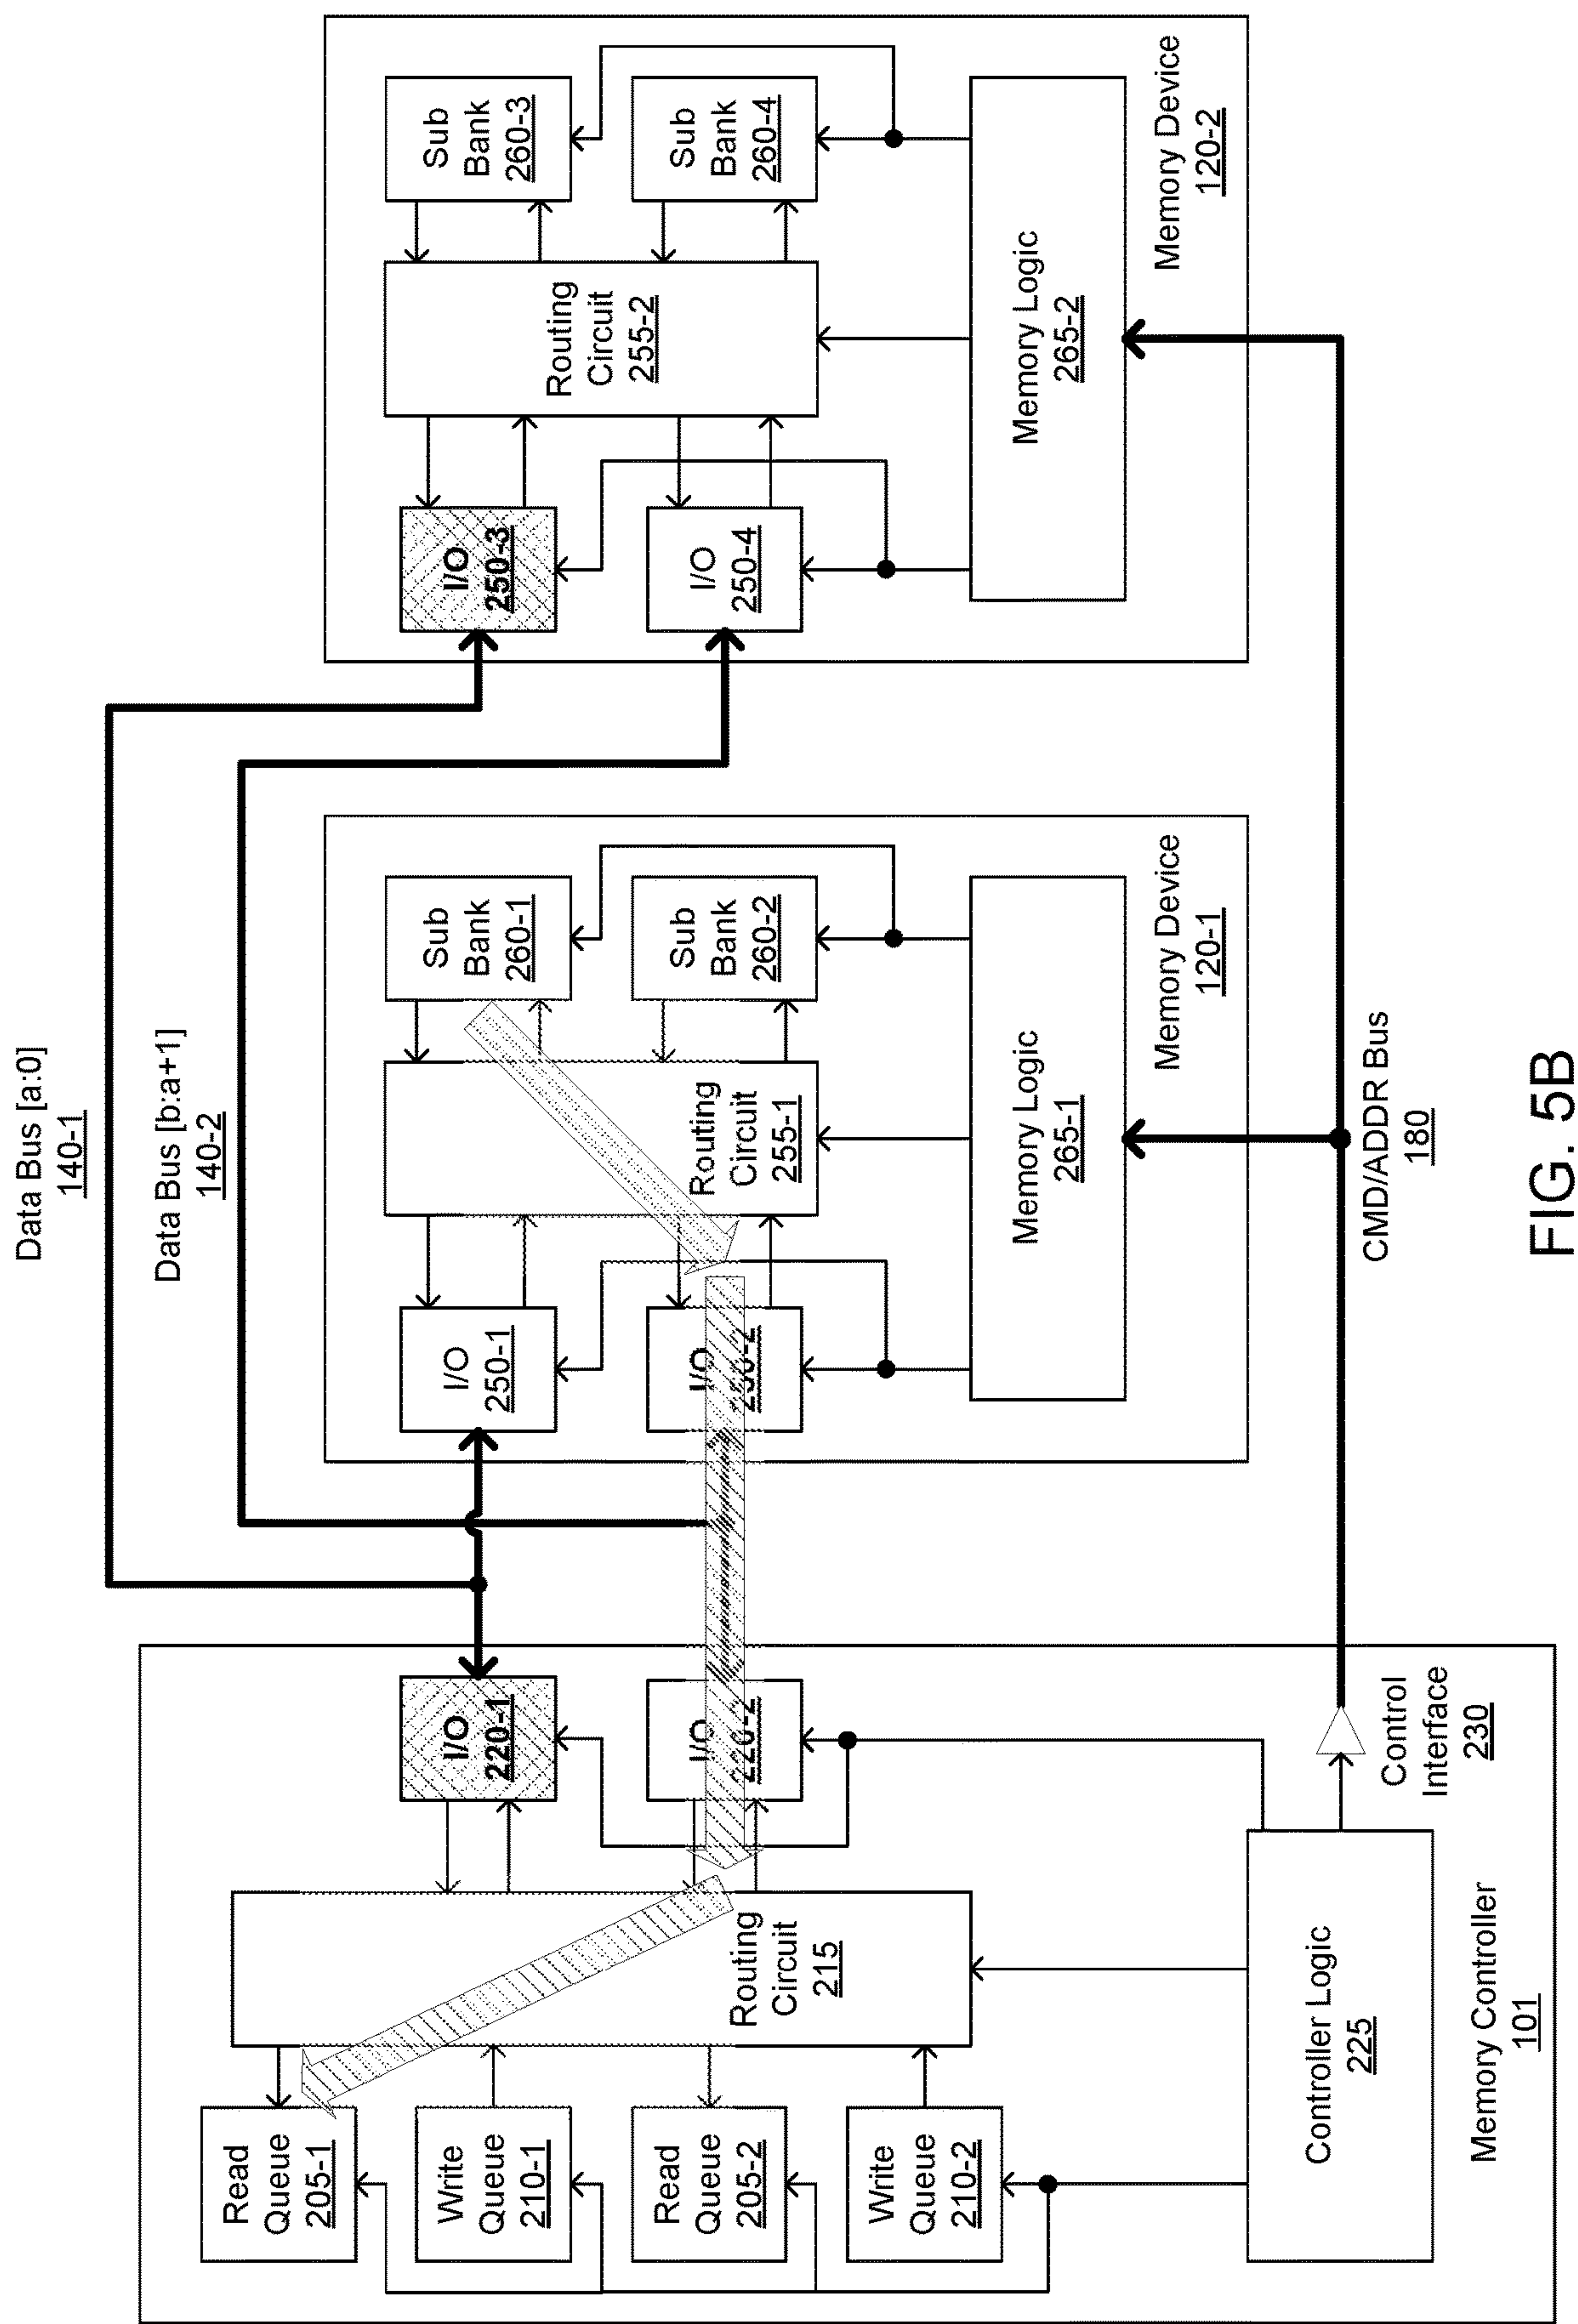 Data Bus [a:0]
140-1
Data Bus [b:a+1]
140-2
Read
Queue
205-1
Write
Queue
210-1
Read
Queue
205-2
Write
Queue
210-2
Routing
Circuit
215
I/O
220-1
I/O
220-2
Controller Logic
225
Control
Interface
230
Memory Controller
101
I/O
250-1
I/O
250-2
Routing
Circuit
255-1
Sub
Bank
260-1
Sub
Bank
260-2
Memory Logic
265-1
Memory Device
120-1
I/O
250-3
I/O
250-4
Routing
Circuit
255-2
Sub
Bank
260-3
Sub
Bank
260-4
Memory Logic
265-2
Memory Device
120-2
CMD/ADDR Bus
180
FIG. 5B